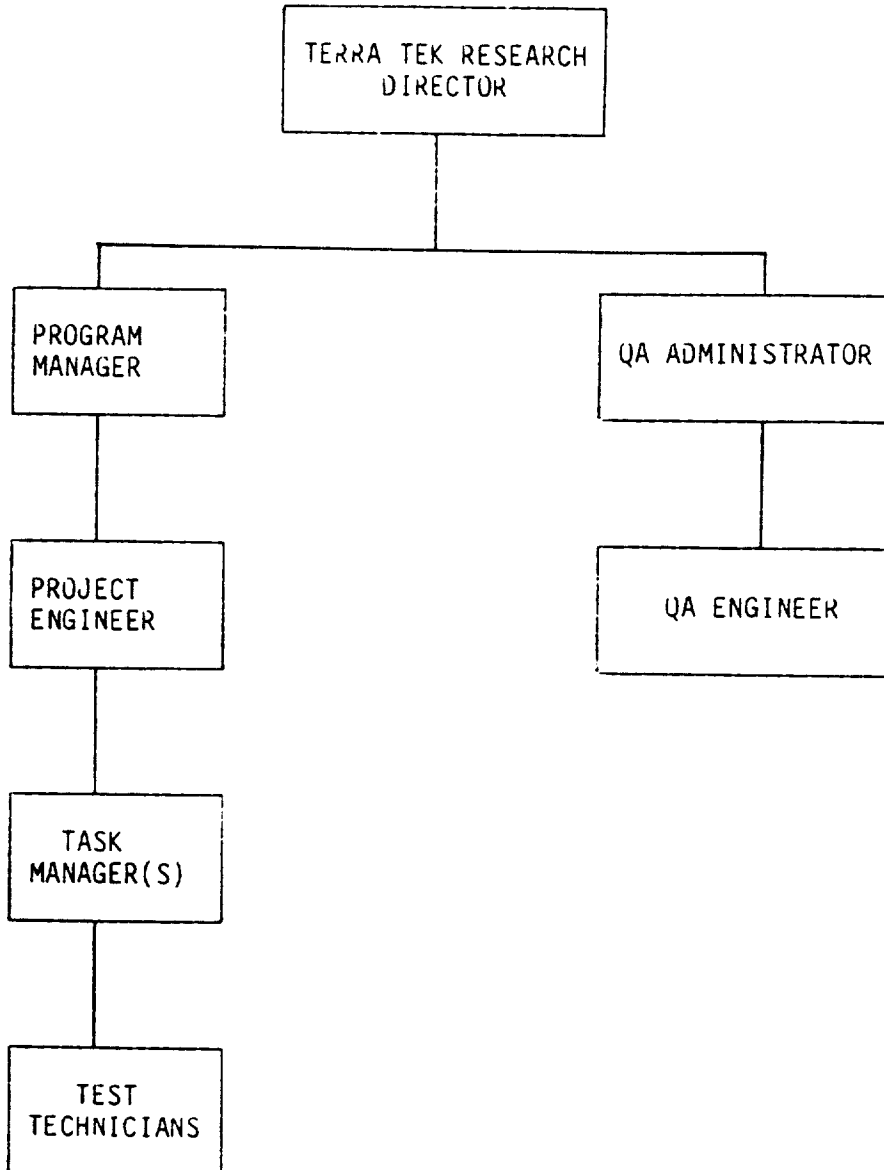 TERRA TEK RESEARCH
DIRECTOR
PROGRAM
MANAGER
QA ADMINISTRATOR
PROJECT
ENGINEER
QA ENGINEER
TASK
MANAGER(S)
TEST
TECHNICIANS